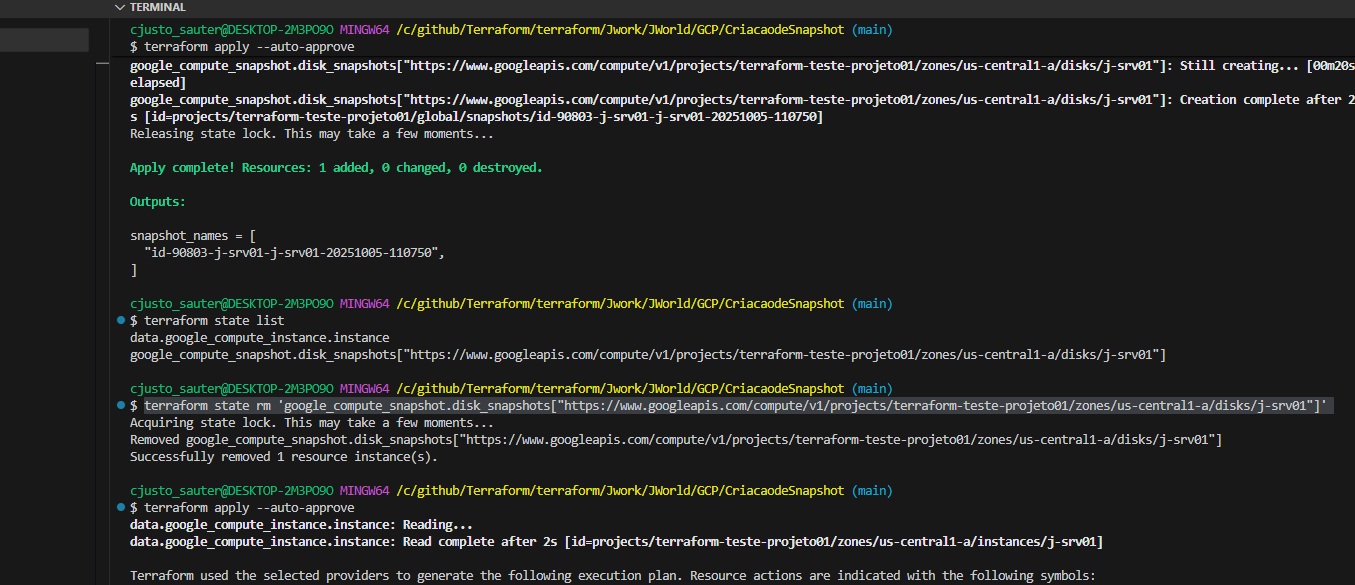 TERMINAL
cjusto_sauter@DESKTOP-2M3PO9O MINGW64 /c/github/Terraform/terraform/Jwork/JWorld/GCP/CriacaodeSnapshot (main)
$ terraform apply --auto-approve
google_compute_snapshot.disk_snapshots["https://www.googleapis.com/compute/v1/projects/terraform-teste-projeto01/zones/us-central1-a/disks/j-srv01"]: Still creating... [00m20s
elapsed]
google_compute_snapshot.disk_snapshots["https://www.googleapis.com/compute/v1/projects/terraform-teste-projeto01/zones/us-central1-a/disks/j-srv01"]: Creation complete after 2
s [id=projects/terraform-teste-projeto01/global/snapshots/id-90803-j-srv01-j-srv01-20251005-110750]
Releasing state lock. This may take a few moments...
Apply complete! Resources: 1 added, 0 changed, 0 destroyed.
Outputs:
snapshot_names = [
"id-90803-j-srv01-j-srv01-20251005-110750",
]
cjusto_sauter@DESKTOP-2M3PO9O MINGW64 /c/github/Terraform/terraform/Jwork/JWorld/GCP/CriacaodeSnapshot (main)
$ terraform state list
data.google_compute_instance.instance
google_compute_snapshot.disk_snapshots["https://www.googleapis.com/compute/v1/projects/terraform-teste-projeto01/zones/us-central1-a/disks/j-srv01"]
cjusto_sauter@DESKTOP-2M3PO9O MINGW64 /c/github/Terraform/terraform/Jwork/JWorld/GCP/CriacaodeSnapshot (main)
$ terraform state rm 'google_compute_snapshot.disk_snapshots["https://www.googleapis.com/compute/v1/projects/terraform-teste-projeto01/zones/us-central1-a/disks/j-srv01"]'
Acquiring state lock. This may take a few moments...
Removed google_compute_snapshot.disk_snapshots["https://www.googleapis.com/compute/v1/projects/terraform-teste-projeto01/zones/us-central1-a/disks/j-srv01"]
Successfully removed 1 resource instance(s).
cjusto_sauter@DESKTOP-2M3PO9O MINGW64 /c/github/Terraform/terraform/Jwork/JWorld/GCP/CriacaodeSnapshot (main)
$ terraform apply --auto-approve
data.google_compute_instance.instance: Reading...
data.google_compute_instance.instance: Read complete after 2s [id=projects/terraform-teste-projeto01/zones/us-central1-a/instances/j-srv01]
Terraform used the selected providers to generate the following execution plan. Resource actions are indicated with the following symbols: